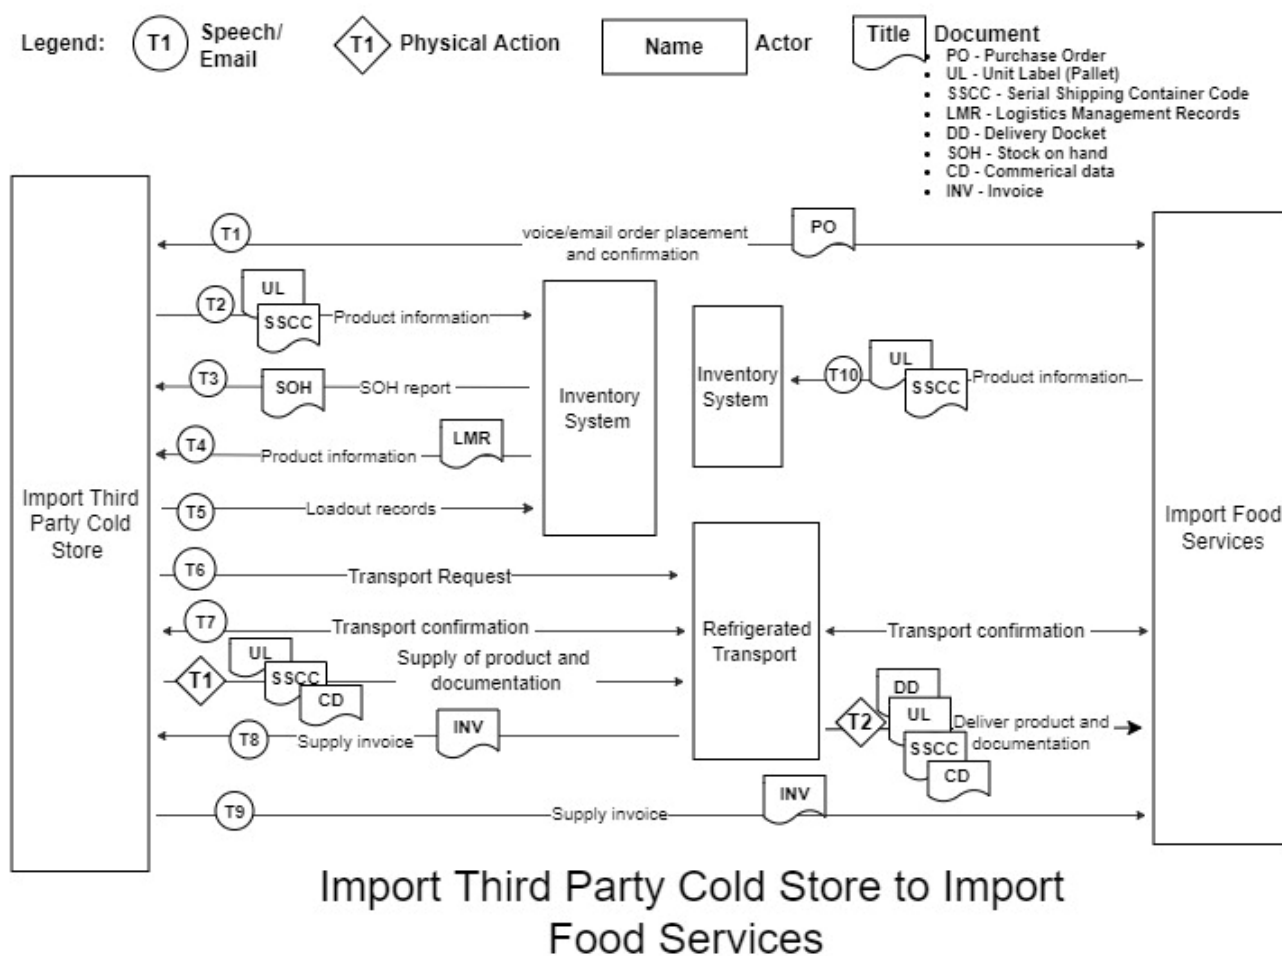 Legend:
T1
Speech/
Email
T1
Physical Action
Name
Actor
Title
Document
• PO - Purchase Order
• UL - Unit Label (Pallet)
• SSCC - Serial Shipping Container Code
• LMR - Logistics Management Records
• DD - Delivery Docket
• SOH - Stock on hand
• CD - Commerical data
• INV - Invoice
T1
voice/email order placement
and confirmation
PO
T2
UL
SSCC
Product information
T3
SOH
SOH report
T4
Product information
LMR
T5
Loadout records
Inventory
System
Inventory
System
T10
UL
SSCC
Product information
Import Third
Party Cold
Store
Import Food
Services
T6
Transport Request
T7
Transport confirmation
Refrigerated
Transport
Transport confirmation
T1
UL
SSCC
CD
Supply of product and
documentation
T2
DD
UL
SSCC
CD
Deliver product and
documentation
T8
Supply invoice
INV
T9
Supply invoice
INV
Import Third Party Cold Store to Import
Food Services